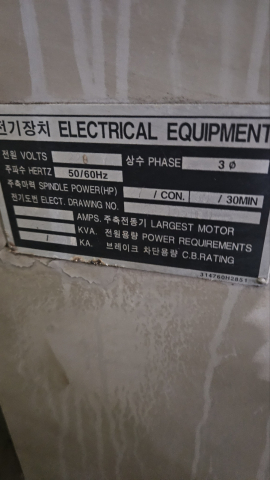 전기장치 ELECTRICAL EQUIPMENT
전원 VOLTS 상수 PHASE 3Ø
주파수 HERTZ 50/60Hz
주축마력 SPINDLE POWER(HP) / CON. / 30MIN
전기도번 ELECT. DRAWING NO.
AMPS. 주축전동기 LARGEST MOTOR
KVA. 전원용량 POWER REQUIREMENTS
/ KA. 브레이크 차단용량 C.B.RATING